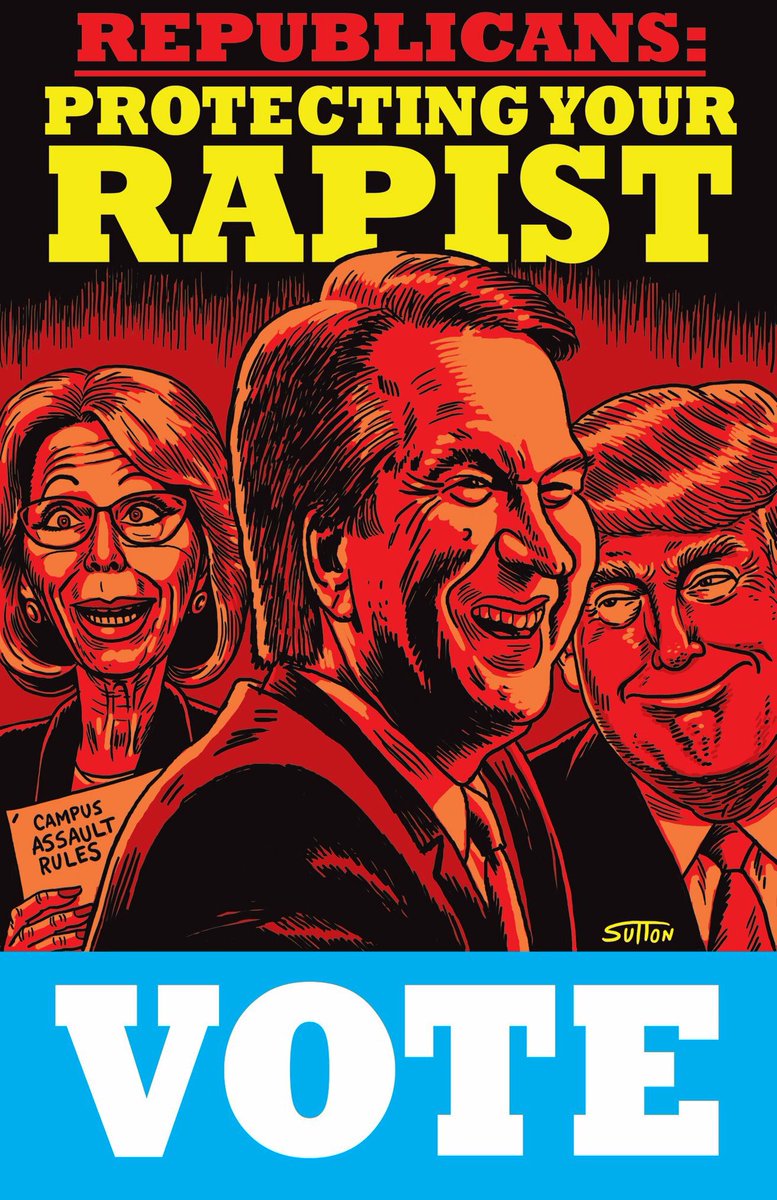 REPUBLICANS:
PROTECTING YOUR
RAPIST
CAMPUS
ASSAULT
RULES
SUTTON
VOTE